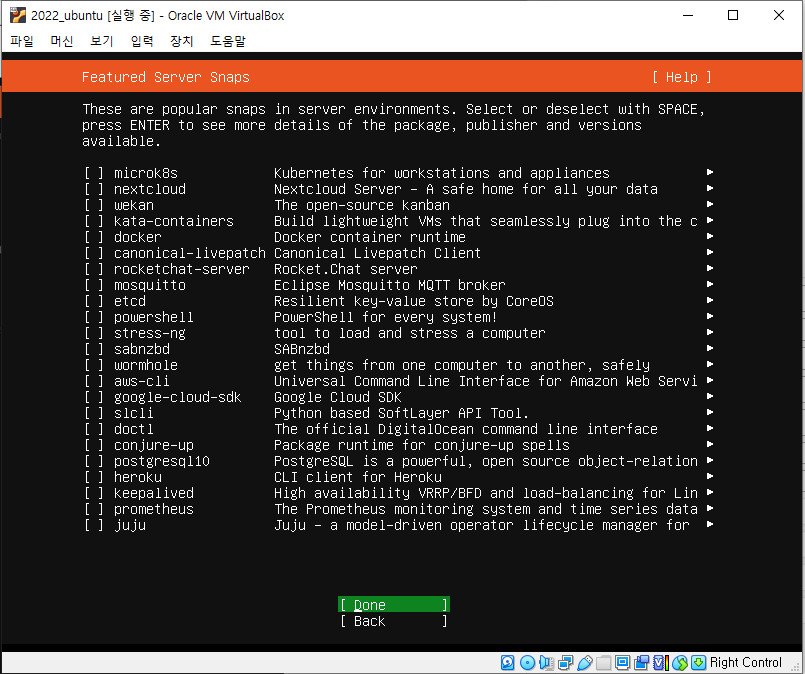 2022_ubuntu [실행 중] - Oracle VM VirtualBox
파일 머신 보기 입력 장치 도움말
Featured Server Snaps [ Help ]
These are popular snaps in server environments. Select or deselect with SPACE,
press ENTER to see more details of the package, publisher and versions
available.
[ ] microk8s Kubernetes for workstations and appliances ▸
[ ] nextcloud Nextcloud Server - A safe home for all your data ▸
[ ] wekan The open-source kanban ▸
[ ] kata-containers Build lightweight VMs that seamlessly plug into the c ▸
[ ] docker Docker container runtime ▸
[ ] canonical-livepatch Canonical Livepatch Client ▸
[ ] rocketchat-server Rocket.Chat server ▸
[ ] mosquitto Eclipse Mosquitto MQTT broker ▸
[ ] etcd Resilient key-value store by CoreOS ▸
[ ] powershell PowerShell for every system! ▸
[ ] stress-ng tool to load and stress a computer ▸
[ ] sabnzbd SABnzbd ▸
[ ] wormhole get things from one computer to another, safely ▸
[ ] aws-cli Universal Command Line Interface for Amazon Web Servi ▸
[ ] google-cloud-sdk Google Cloud SDK ▸
[ ] slcli Python based SoftLayer API Tool. ▸
[ ] doctl The official DigitalOcean command line interface ▸
[ ] conjure-up Package runtime for conjure-up spells ▸
[ ] postgresql10 PostgreSQL is a powerful, open source object-relation ▸
[ ] heroku CLI client for Heroku ▸
[ ] keepalived High availability VRRP/BFD and load-balancing for Lin ▸
[ ] prometheus The Prometheus monitoring system and time series data ▸
[ ] juju Juju - a model-driven operator lifecycle manager for ▸
[ Done ]
[ Back ]
Right Control